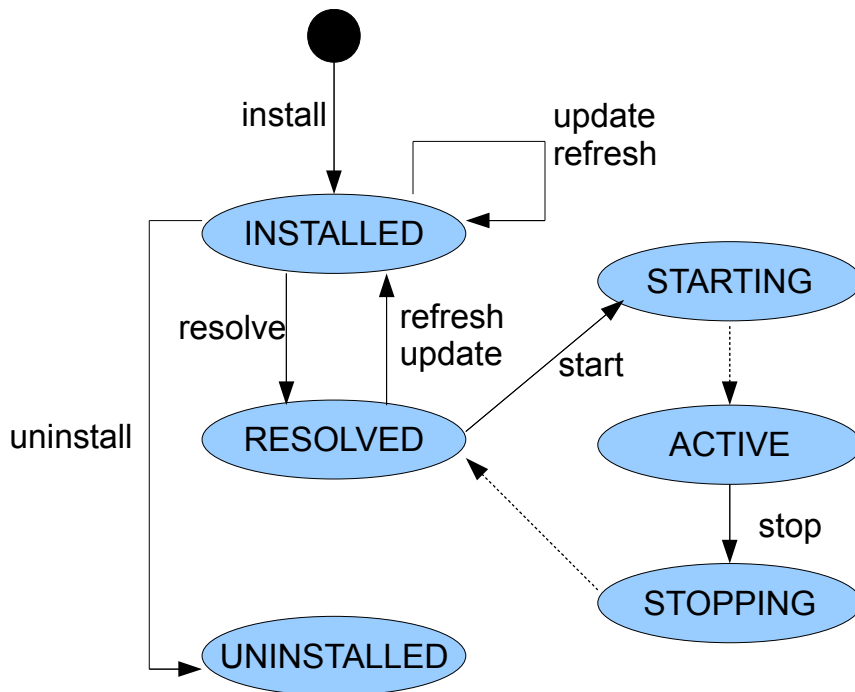 install
update
refresh
INSTALLED
STARTING
resolve
refresh
update
start
uninstall
RESOLVED
ACTIVE
stop
STOPPING
UNINSTALLED